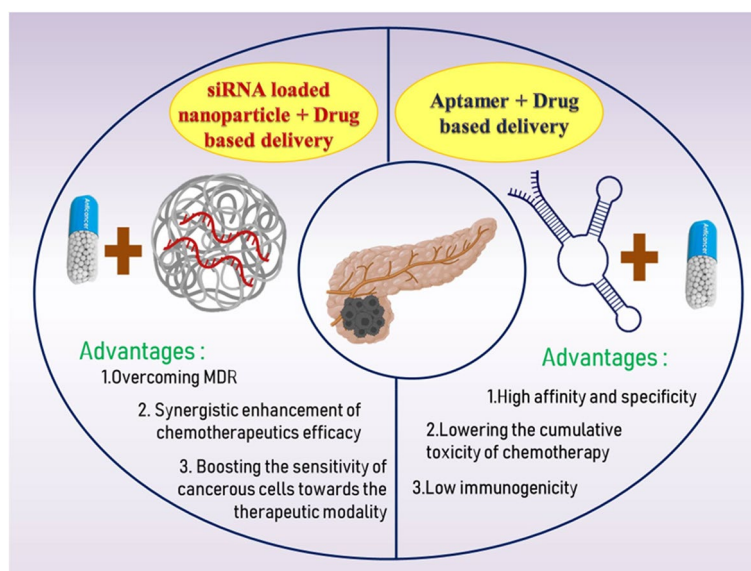 siRNA loaded
nanoparticle + Drug
based delivery
Aptamer + Drug
based delivery
Anticancer
Anticancer
Advantages :
1.Overcoming MDR
2. Synergistic enhancement of
chemotherapeutics efficacy
3. Boosting the sensitivity of
cancerous cells towards the
therapeutic modality
Advantages :
1.High affinity and specificity
2.Lowering the cumulative
toxicity of chemotherapy
3.Low immunogenicity